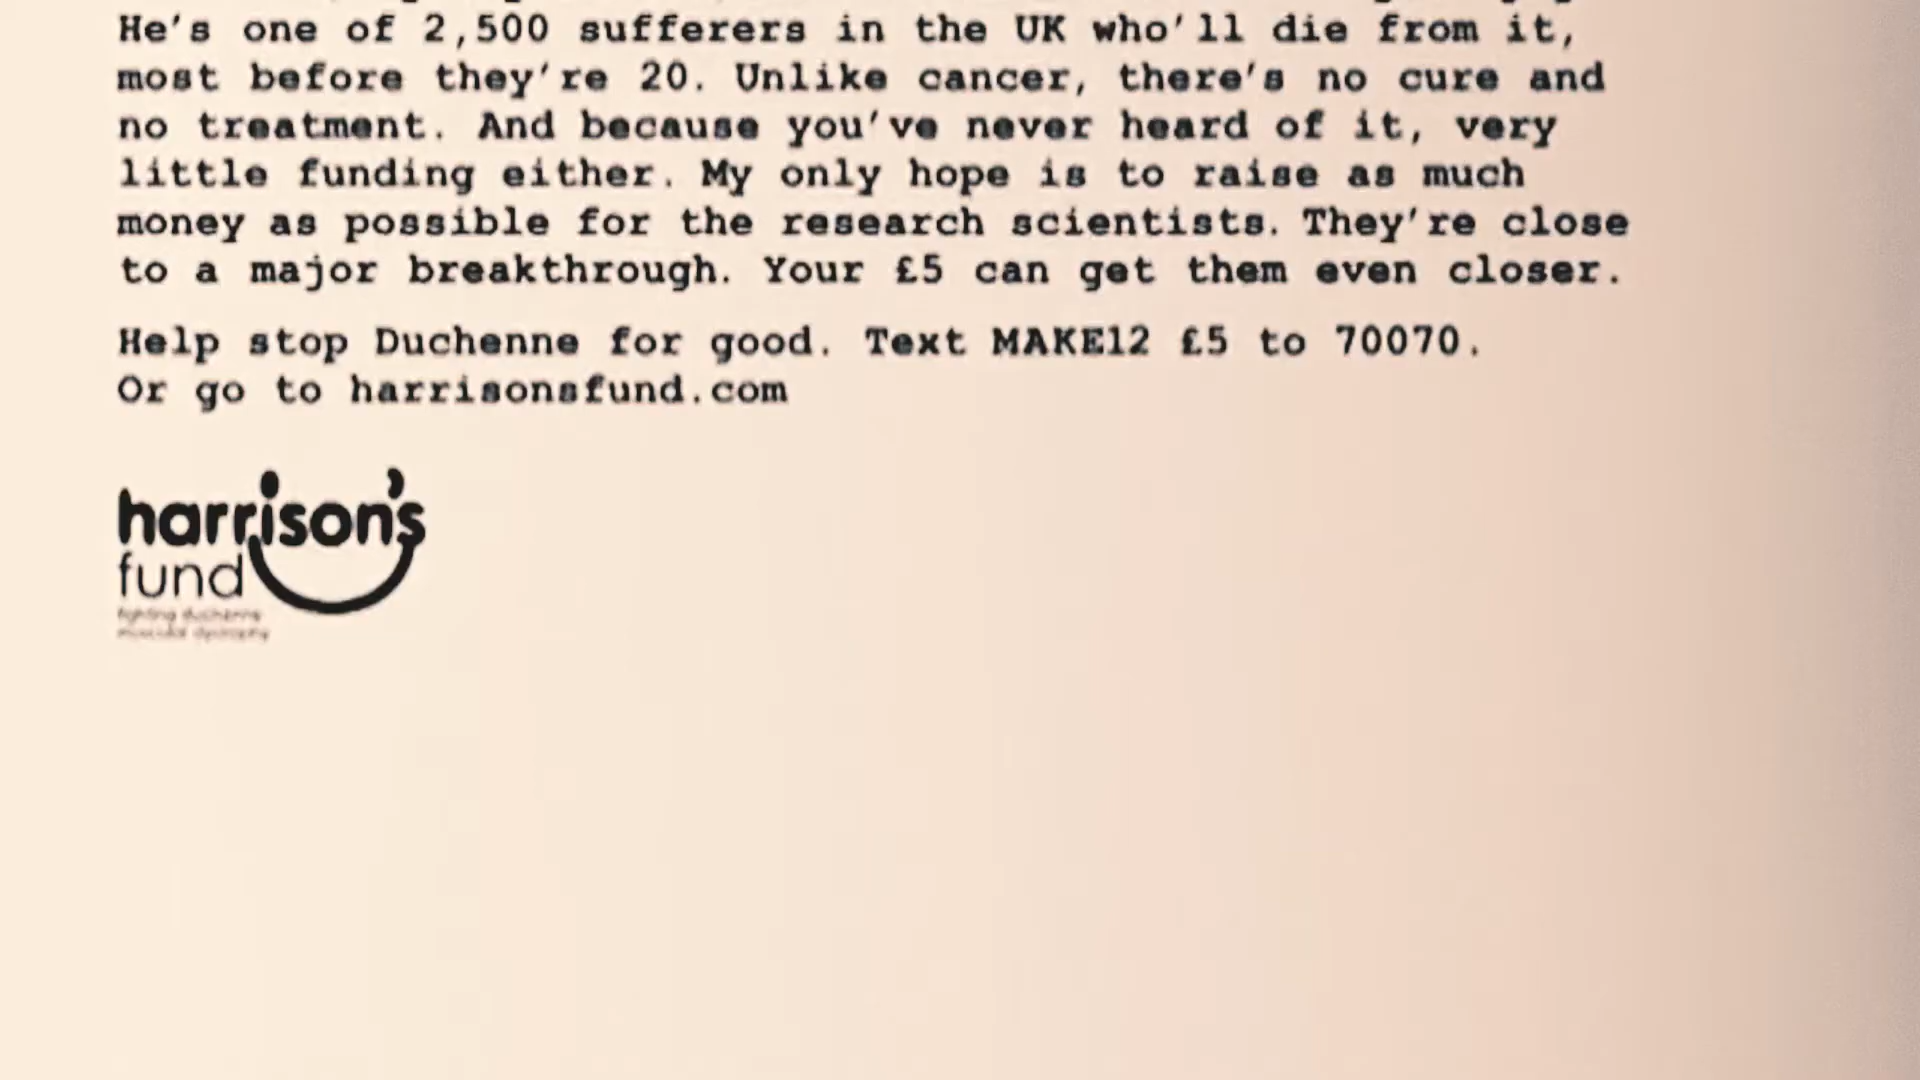 He's one of 2,500 sufferers in the UK who'll die from it,
most before they're 20. Unlike cancer, there's no cure and
no treatment. And because you've never heard of it, very
little funding either. My only hope is to raise as much
money as possible for the research scientists. They're close
to a major breakthrough. Your £5 can get them even closer.
Help stop Duchenne for good. Text MAKE12 £5 to 70070.
Or go to harrisonsfund.com
harrison's
fund
fighting duchenne
muscular dystrophy